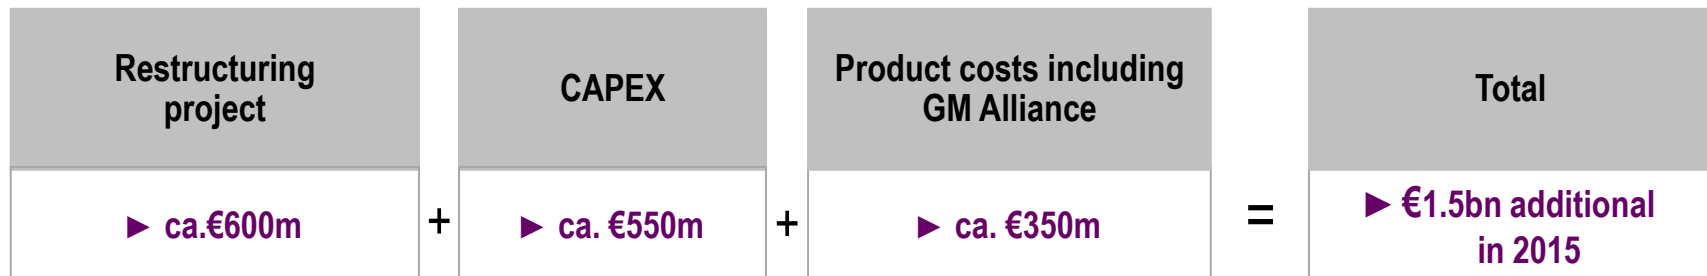 Restructuring
project
CAPEX
Product costs including
GM Alliance
Total
► ca.€600m
+
► ca. €550m
+
► ca. €350m
=
► €1.5bn additional
in 2015